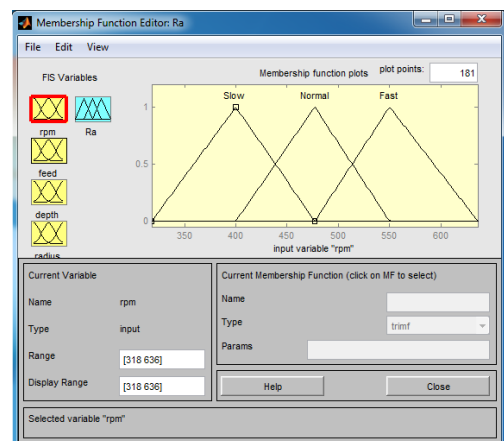 Membership Function Editor: Ra
File Edit View
FIS Variables
Membership function plots
plot points:
181
rpm
Ra
feed
depth
radius
Slow
Normal
Fast
1
0.5
0
350 400 450 500 550 600
input variable "rpm"
Current Variable
Name rpm
Type input
Range [318 636]
Display Range [318 636]
Current Membership Function (click on MF to select)
Name
Type trimf
Params
Help
Close
Selected variable "rpm"